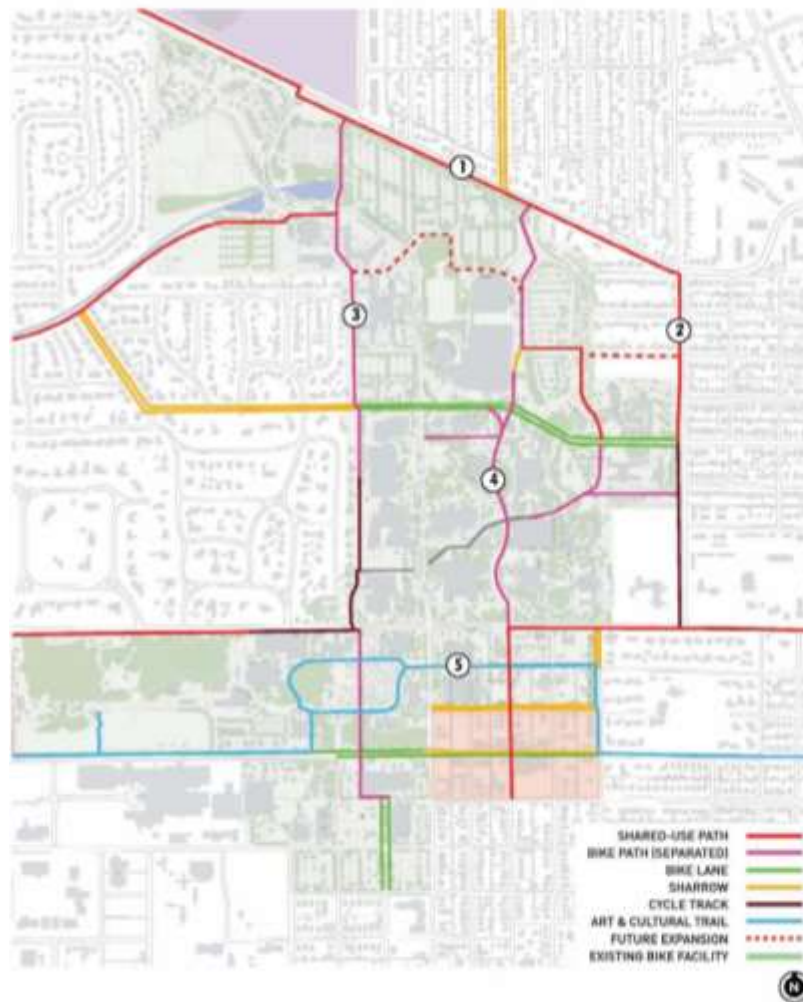 1
2
3
4
5
SHARED-USE PATH
BIKE PATH (SEPARATED)
BIKE LANE
SHARROW
CYCLE TRACK
ART & CULTURAL TRAIL
FUTURE EXPANSION
EXISTING BIKE FACILITY
N